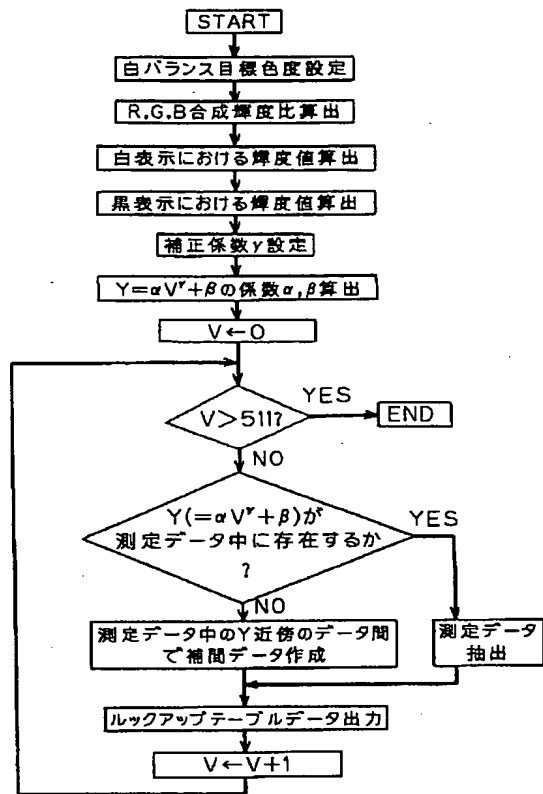 START
白バランス目標色度設定
R,G,B合成輝度比算出
白表示における輝度値算出
黒表示における輝度値算出
補正係数γ設定
Y=αVᵞ+βの係数α,β算出
V←0
V>511?
YES
END
NO
Y(=αVᵞ+β)が
測定データ中に存在するか
?
YES
NO
測定データ中のY近傍のデータ間
で補間データ作成
測定データ
抽出
ルックアップテーブルデータ出力
V←V+1